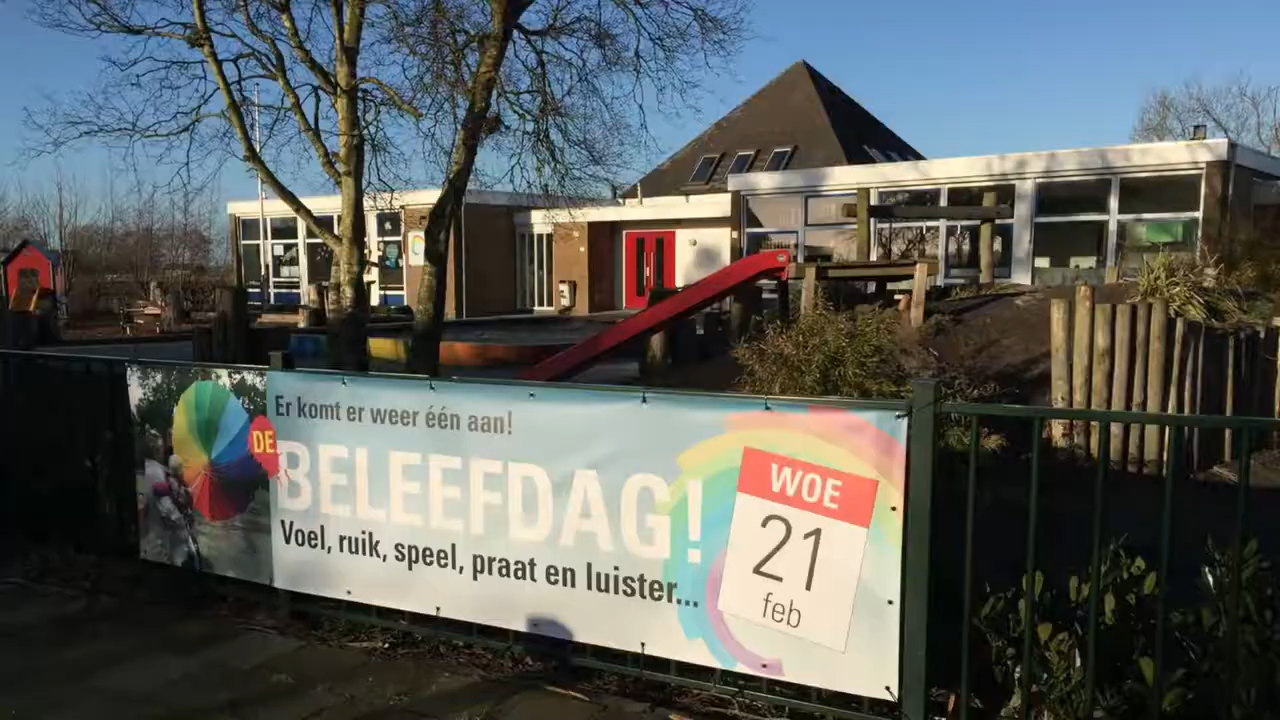 Er komt er weer één aan!
DE
BELEEFDAG!
Voel, ruik, speel, praat en luister...
WOE
21
feb